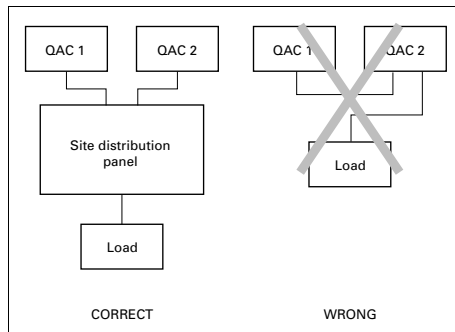 QAC 1
QAC 2
Site distribution
panel
Load
CORRECT
QAC 1
QAC 2
Load
WRONG